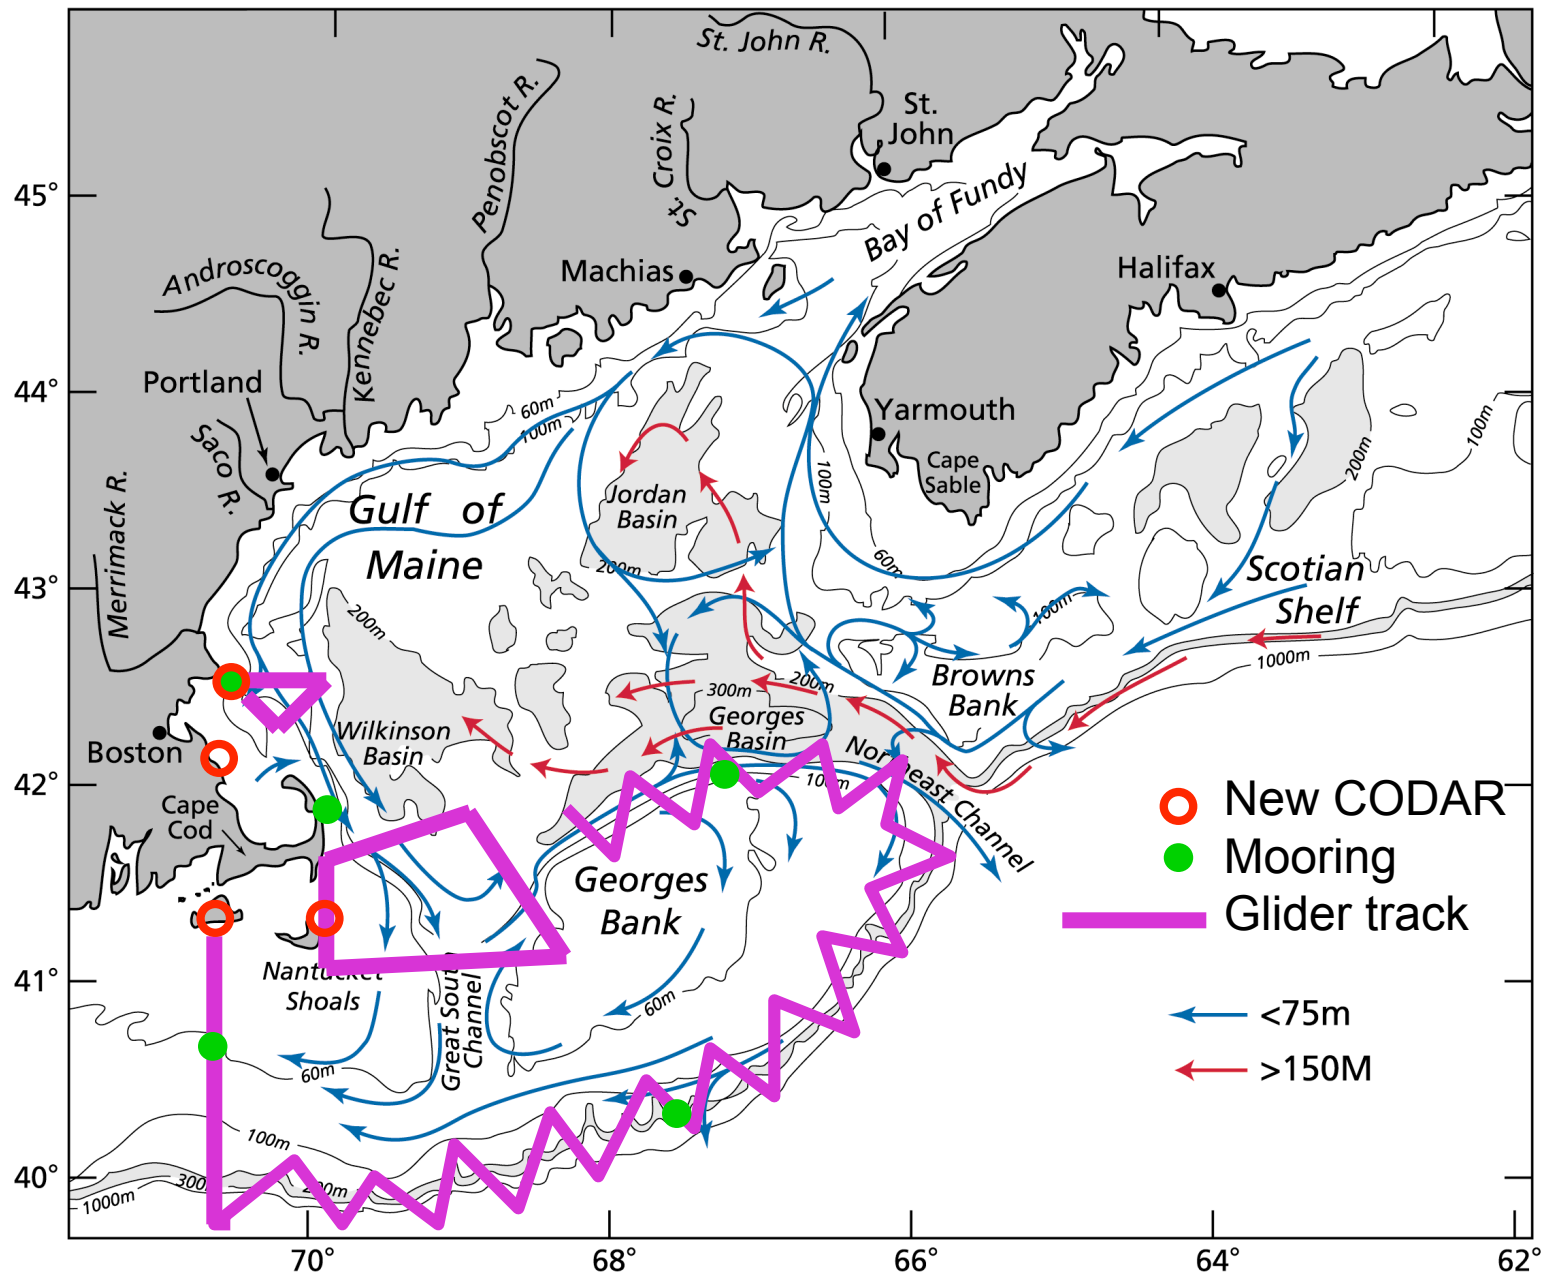 St. John R.
Penobscot R.
St. Croix R.
St.
John
45°
Bay of Fundy
Machias
Halifax
Androscoggin R.
Kennebec R.
Portland
44°
60m
100m
Yarmouth
Saco R.
Cape
Sable
100m
200m
100m
Merrimack R.
Gulf of
Maine
Jordan
Basin
200m
60m
43°
Scotian
Shelf
200m
100m
1000m
Browns
Bank
200m
300m
Georges
Basin
Wilkinson
Basin
Boston
Northeast Channel
42°
100m
Cape
Cod
New CODAR
Mooring
Glider track
Georges
Bank
41°
Nantucket
Shoals
Great South
Channel
60m
<75m
>150M
60m
100m
40°
300
200m
1000m
70°
68°
66°
64°
62°